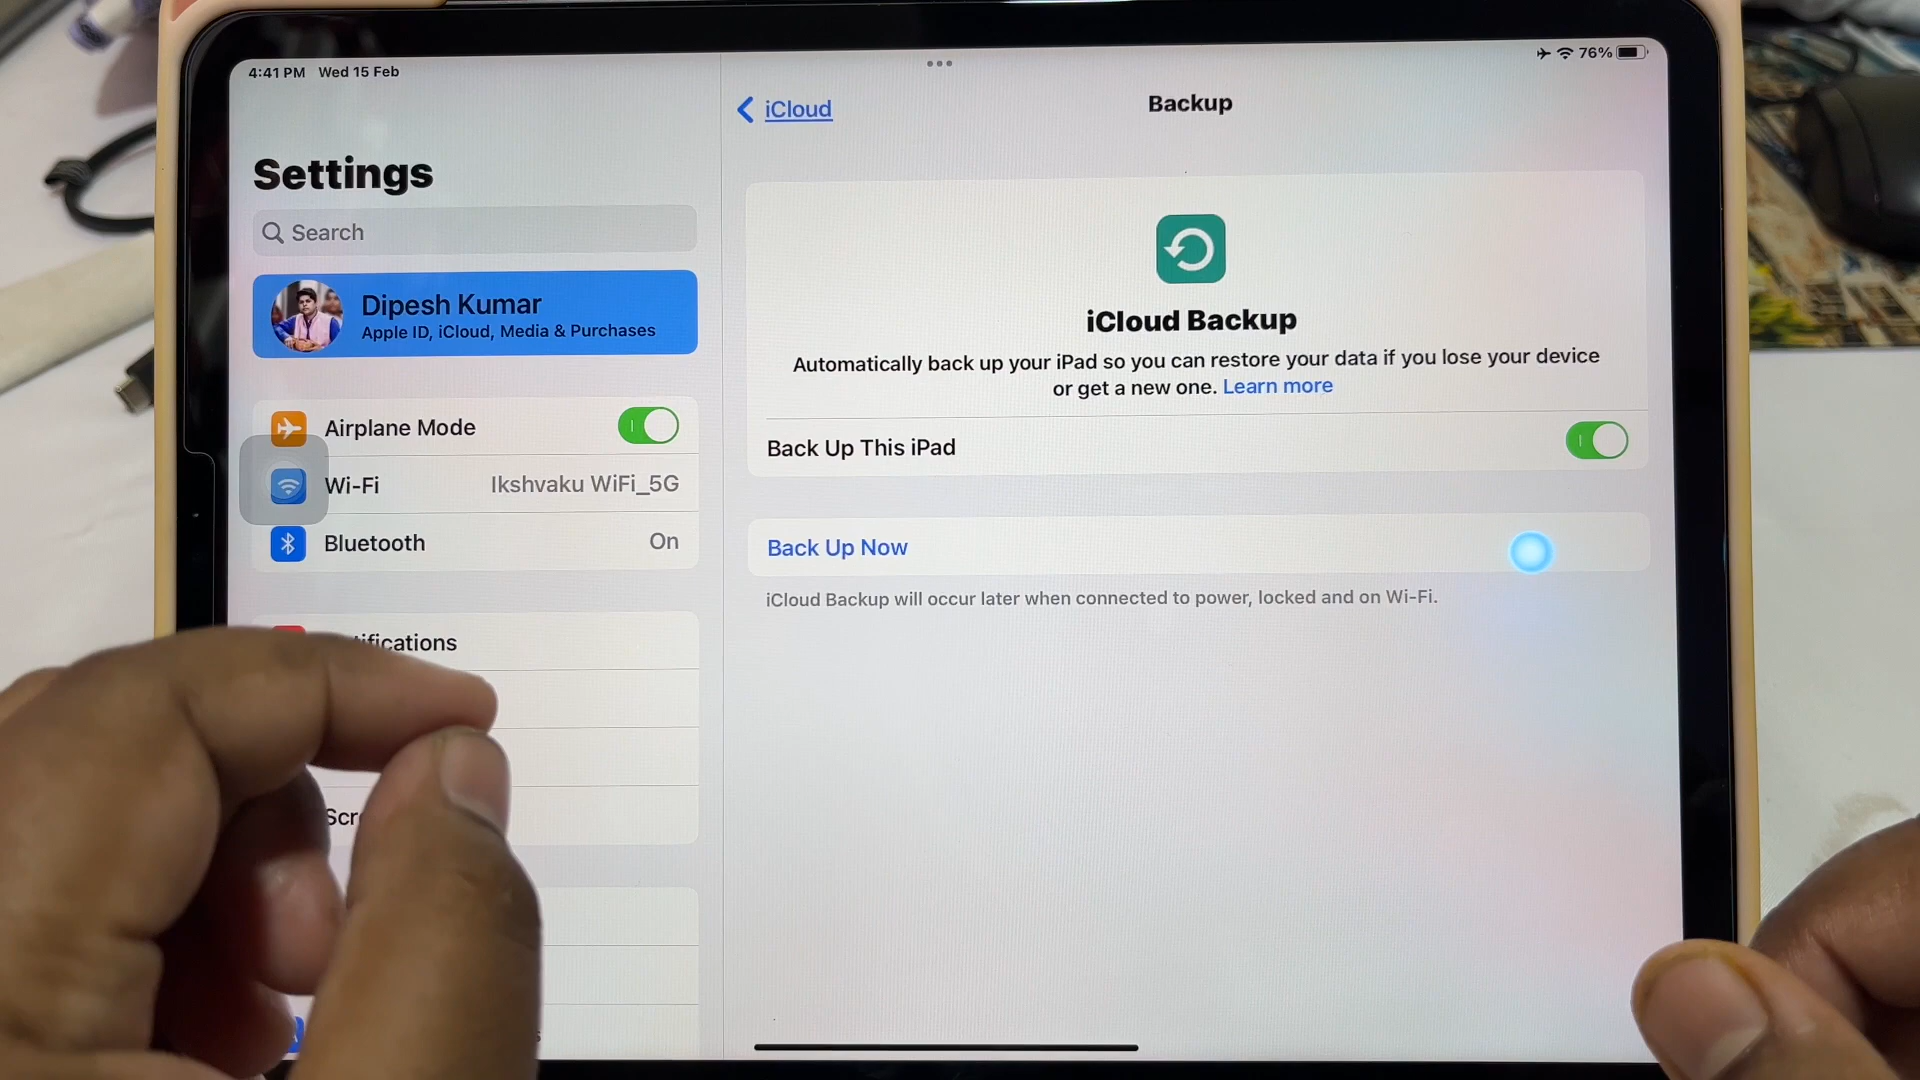 4:41 PM Wed 15 Feb
76%
Settings
Search
Dipesh Kumar
Apple ID, iCloud, Media & Purchases
Airplane Mode
Wi-Fi Ikshvaku WiFi_5G
Bluetooth On
iCloud
Backup
iCloud Backup
Automatically back up your iPad so you can restore your data if you lose your device
or get a new one. Learn more
Back Up This iPad
Back Up Now
iCloud Backup will occur later when connected to power, locked and on Wi-Fi.